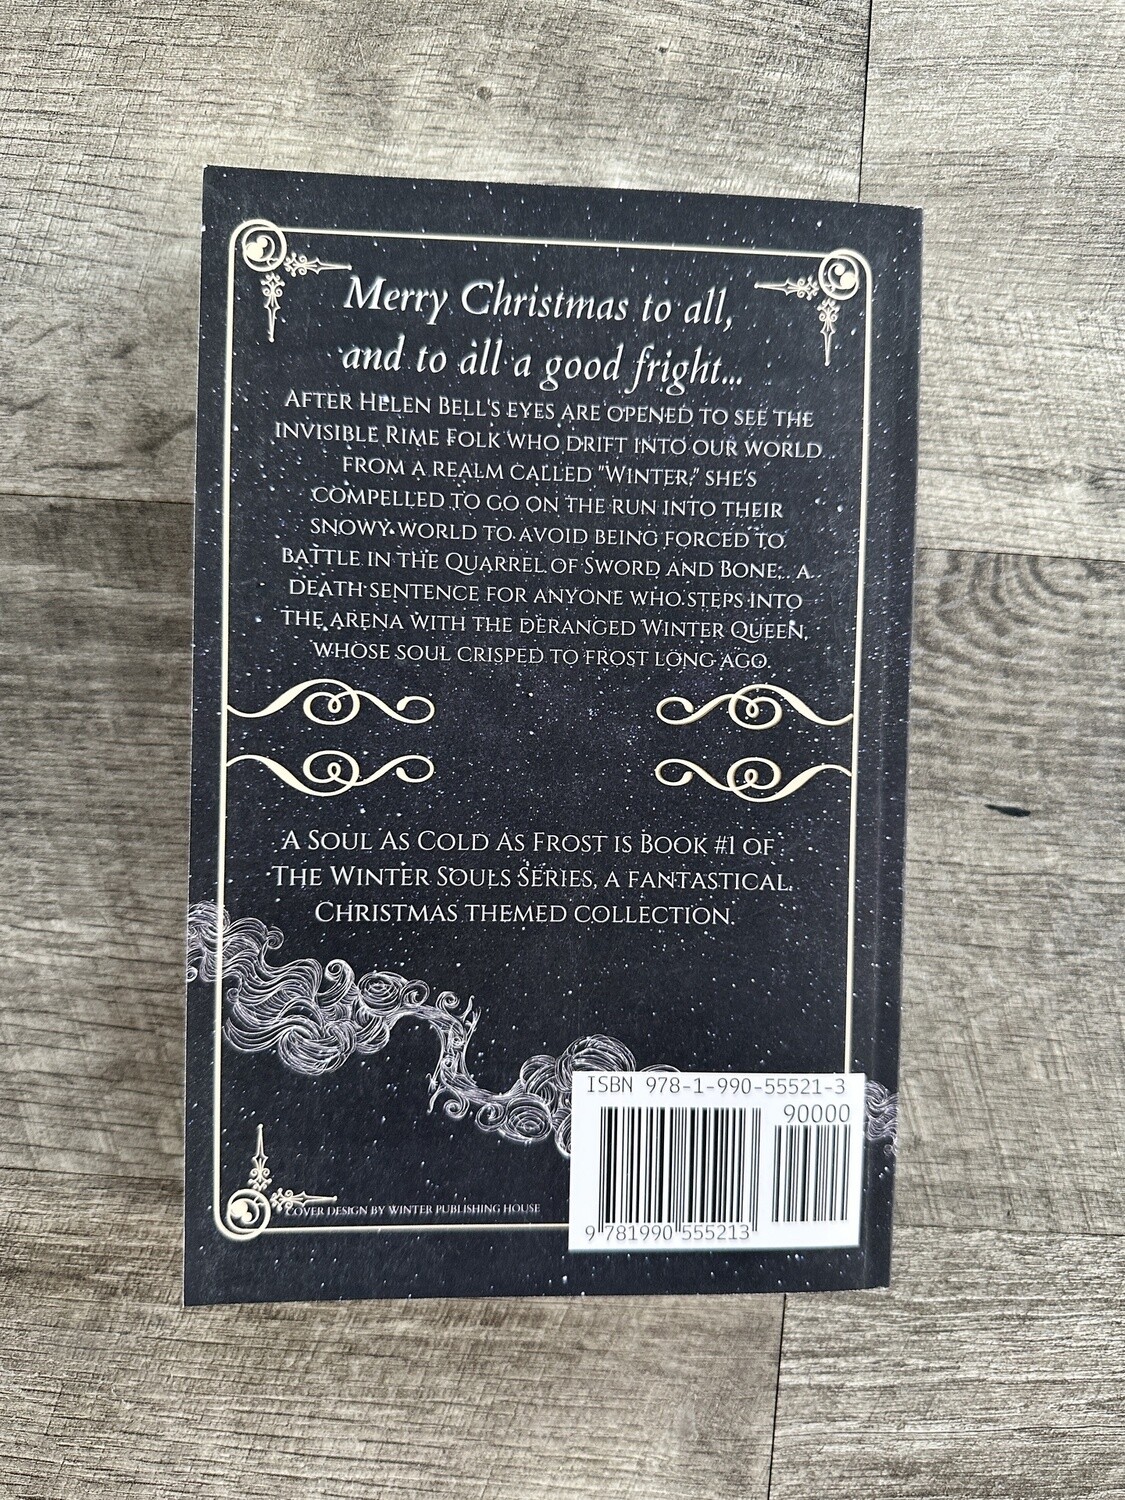 Merry Christmas to all,
and to all a good fright...
AFTER HELEN BELL'S EYES ARE OPENED TO SEE THE
INVISIBLE RIME FOLK WHO DRIFT INTO OUR WORLD
FROM A REALM CALLED "WINTER," SHE'S
COMPELLED TO GO ON THE RUN INTO THEIR
SNOWY WORLD TO AVOID BEING FORCED TO
BATTLE IN THE QUARREL OF SWORD AND BONE; A
DEATH SENTENCE FOR ANYONE WHO STEPS INTO
THE ARENA WITH THE DERANGED WINTER QUEEN,
WHOSE SOUL CRISPED TO FROST LONG AGO.
A SOUL AS COLD AS FROST IS BOOK #1 OF
THE WINTER SOULS SERIES, A FANTASTICAL
CHRISTMAS THEMED COLLECTION.
COVER DESIGN BY WINTER PUBLISHING HOUSE
ISBN 978-1-990-55521-3
90000
9 781990 555213